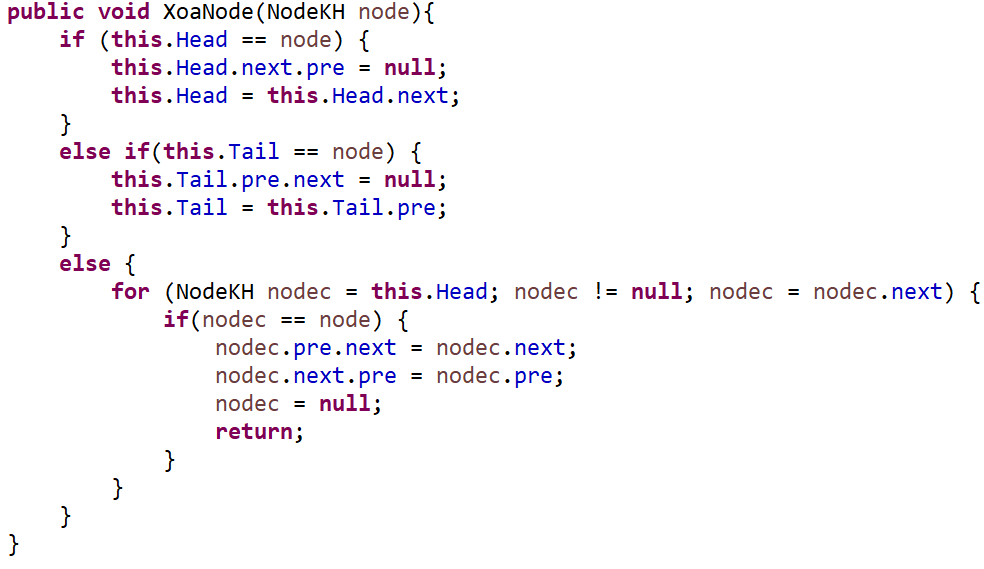 public void XoaNode(NodeKH node){
    if (this.Head == node) {
        this.Head.next.pre = null;
        this.Head = this.Head.next;
    }
    else if(this.Tail == node) {
        this.Tail.pre.next = null;
        this.Tail = this.Tail.pre;
    }
    else {
        for (NodeKH nodec = this.Head; nodec != null; nodec = nodec.next) {
            if(nodec == node) {
                nodec.pre.next = nodec.next;
                nodec.next.pre = nodec.pre;
                nodec = null;
                return;
            }
        }
    }
}